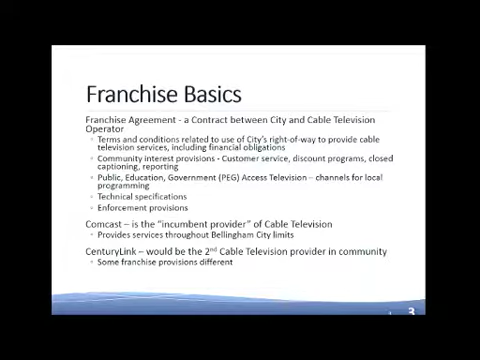 Franchise Basics
Franchise Agreement - a Contract between City and Cable Television
Operator
◦ Terms and conditions related to use of City's right-of-way to provide cable
television services, including financial obligations
◦ Community interest provisions - Customer service, discount programs, closed
captioning, reporting
◦ Public, Education, Government (PEG) Access Television – channels for local
programming
◦ Technical specifications
◦ Enforcement provisions
Comcast – is the "incumbent provider" of Cable Television
◦ Provides services throughout Bellingham City limits
CenturyLink – would be the 2nd Cable Television provider in community
◦ Some franchise provisions different
3